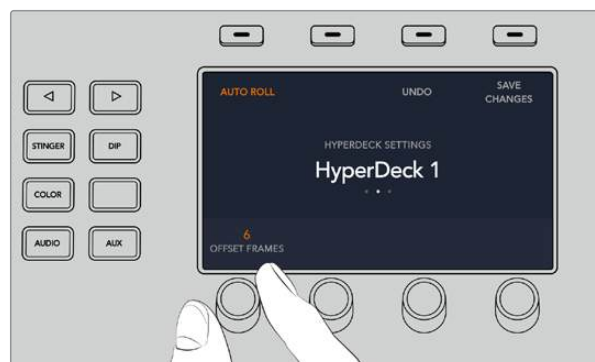 AUTO ROLL
UNDO
SAVE
CHANGES
HYPERDECK SETTINGS
HyperDeck 1
6
OFFSET FRAMES
STINGER
DIP
COLOR
AUDIO
AUX